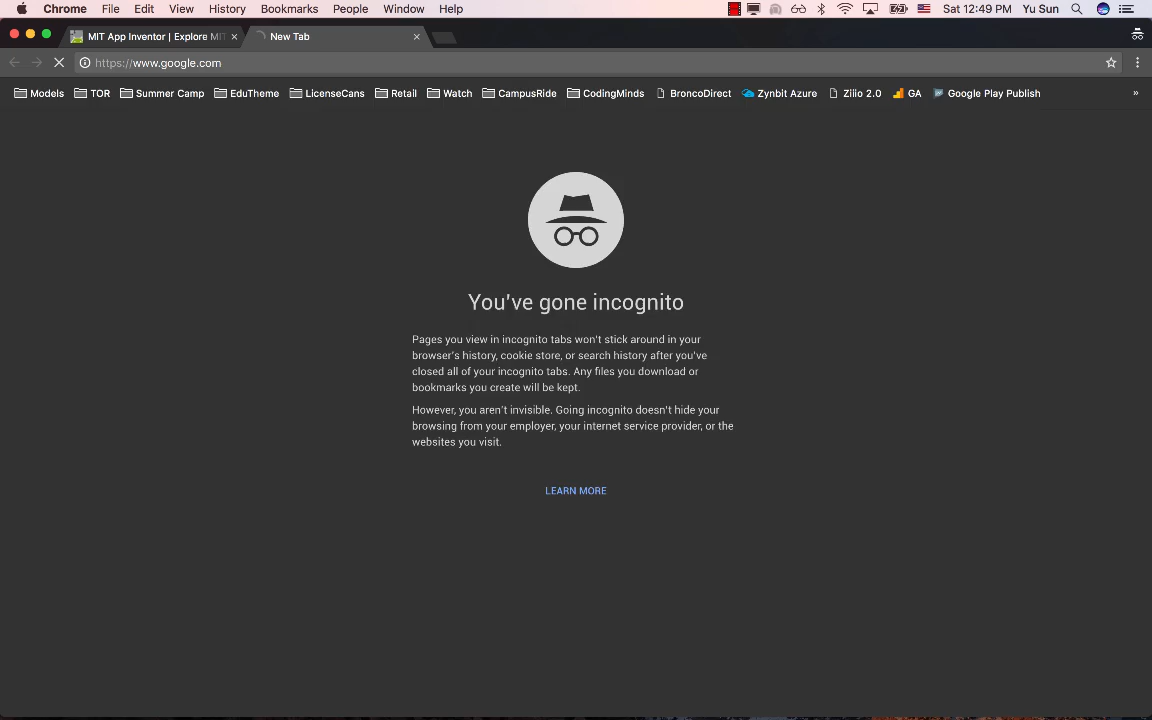 Chrome File Edit View History Bookmarks People Window Help Sat 12:49 PM Yu Sun
MIT App Inventor | Explore MIT New Tab
https://www.google.com
Models TOR Summer Camp EduTheme LicenseCans Retail Watch CampusRide CodingMinds BroncoDirect Zynbit Azure Ziiio 2.0 GA Google Play Publish »
You've gone incognito
Pages you view in incognito tabs won't stick around in your
browser's history, cookie store, or search history after you've
closed all of your incognito tabs. Any files you download or
bookmarks you create will be kept.
However, you aren't invisible. Going incognito doesn't hide your
browsing from your employer, your internet service provider, or the
websites you visit.
LEARN MORE